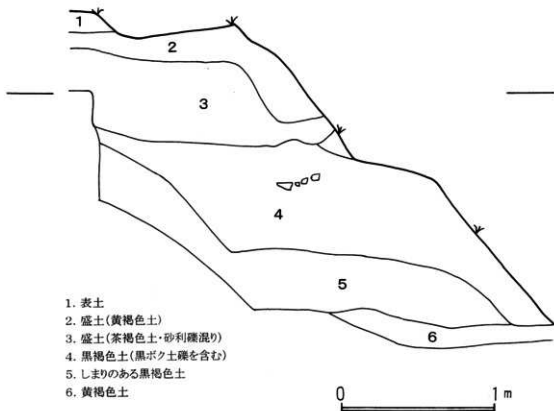 1
2
3
4
5
6
1. 表土
2. 盛土(黄褐色土)
3. 盛土(茶褐色土・砂利礫混り)
4. 黒褐色土(黒ボク土礫を含む)
5. しまりのある黒褐色土
6. 黄褐色土
0 1m